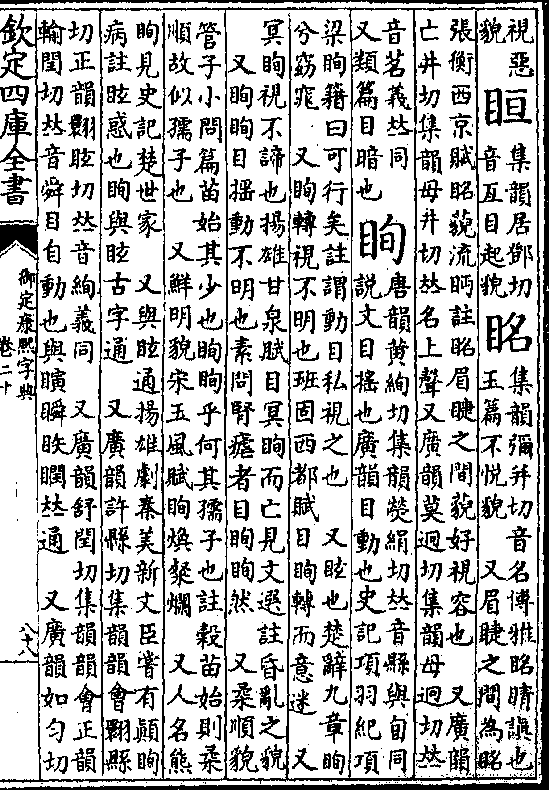 視惡
貌
集韻居鄧切
音亙目起貌
眳
集韻彌幷切音名博雅眳睛也
玉篇不悅貌　又眉睫之間為眳
張衡西京賦眳藐流眄註眳眉睫之間藐好視容也　又廣韻
亡井切集韻母井切𠀤名上聲又廣韻莫迥切集韻母迥切𠀤
音茗義𠀤同
又類篇目暗也
眴
唐韻黃絢切集韻熒絹切𠀤音縣與旬同
說文目搖也廣韻目動也史記項羽紀項
梁眴籍曰可行矣註謂動目私視之也　又眩也楚辭九章眴
兮窈窕　又眴轉視不明也班固西都賦目眴轉而意迷　又
冥眴視不諦也揚雄甘泉賦目冥眴而亡見文選註昏亂之貌
又眴眴目搖動不明也素問腎瘧者目眴眴然　又柔順貌
管子小問篇苗始其少也眴眴乎何其孺子也註穀苗始則柔
順故似孺子也　又鮮明貌宋玉風賦眴煥粲爛　又人名熊
眴見史記楚世家　又與眩通揚雄劇秦美新文臣嘗有顚眴
病註眩惑也眴與眩古字通　又廣韻許縣切集韻韻會翾縣
切正韻翾眩切𠀤音絢義同　又廣韻舒閏切集韻韻會正韻
輸閏切𠀤音舜目自動也與瞚瞬眣瞤𠀤通　又廣韻如勻切
欽定四庫全書
御定康熙字典
卷二十
八十八